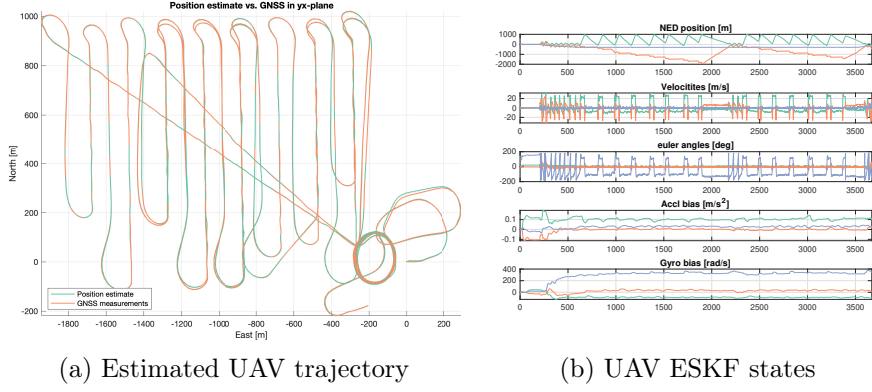 Position estimate vs. GNSS in yx-plane
1000
800
600
400
200
0
-200
North [m]
Position estimate
GNSS measurements
-1800 -1600 -1400 -1200 -1000 -800 -600 -400 -200 0 200
East [m]
(a) Estimated UAV trajectory
NED position [m]
1000
0
-1000
-2000
0 500 1000 1500 2000 2500 3000 3500
Velocitites [m/s]
20
0
-20
0 500 1000 1500 2000 2500 3000 3500
euler angles [deg]
200
0
-200
0 500 1000 1500 2000 2500 3000 3500
Accl bias [m/s²]
0.1
0
-0.1
0 500 1000 1500 2000 2500 3000 3500
Gyro bias [rad/s]
400
200
0
0 500 1000 1500 2000 2500 3000 3500
(b) UAV ESKF states